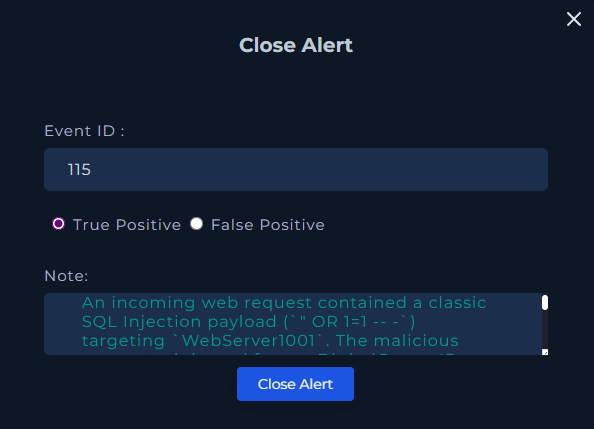 Close Alert
Event ID :
115
True Positive False Positive
Note:
An incoming web request contained a classic
SQL Injection payload (`" OR 1=1 -- -`)
targeting `WebServer1001`. The malicious
Close Alert